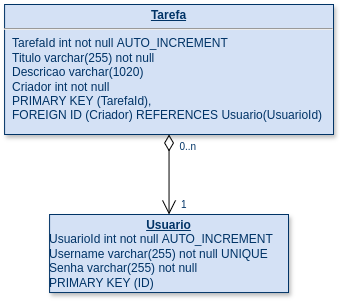 Tarefa
TarefaId int not null AUTO_INCREMENT
Titulo varchar(255) not null
Descricao varchar(1020)
Criador int not null
PRIMARY KEY (TarefaId),
FOREIGN ID (Criador) REFERENCES Usuario(UsuarioId)
0..n
1
Usuario
UsuarioId int not null AUTO_INCREMENT
Username varchar(255) not null UNIQUE
Senha varchar(255) not null
PRIMARY KEY (ID)